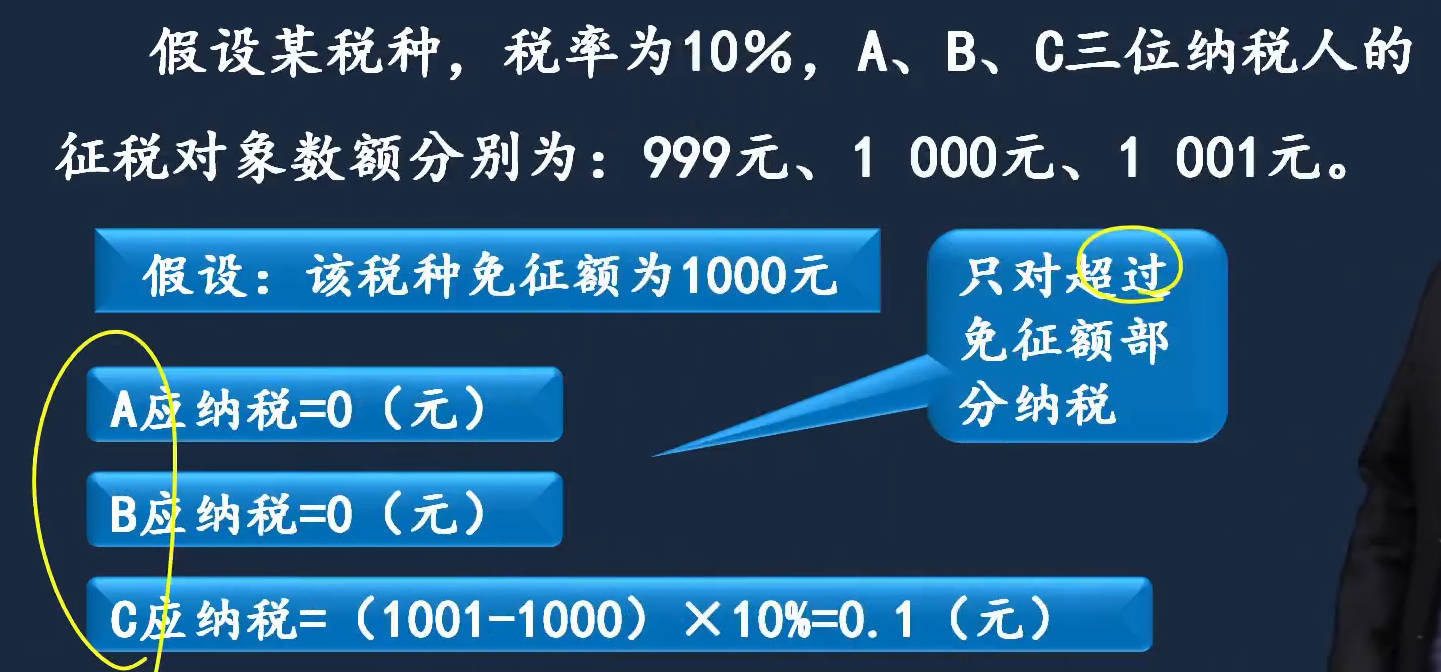 假设某税种，税率为10%，A、B、C三位纳税人的
征税对象数额分别为：999元、1 000元、1 001元。
假设：该税种免征额为1000元
只对超过
免征额部
分纳税
A应纳税=0（元）
B应纳税=0（元）
C应纳税=（1001-1000）×10%=0.1（元）